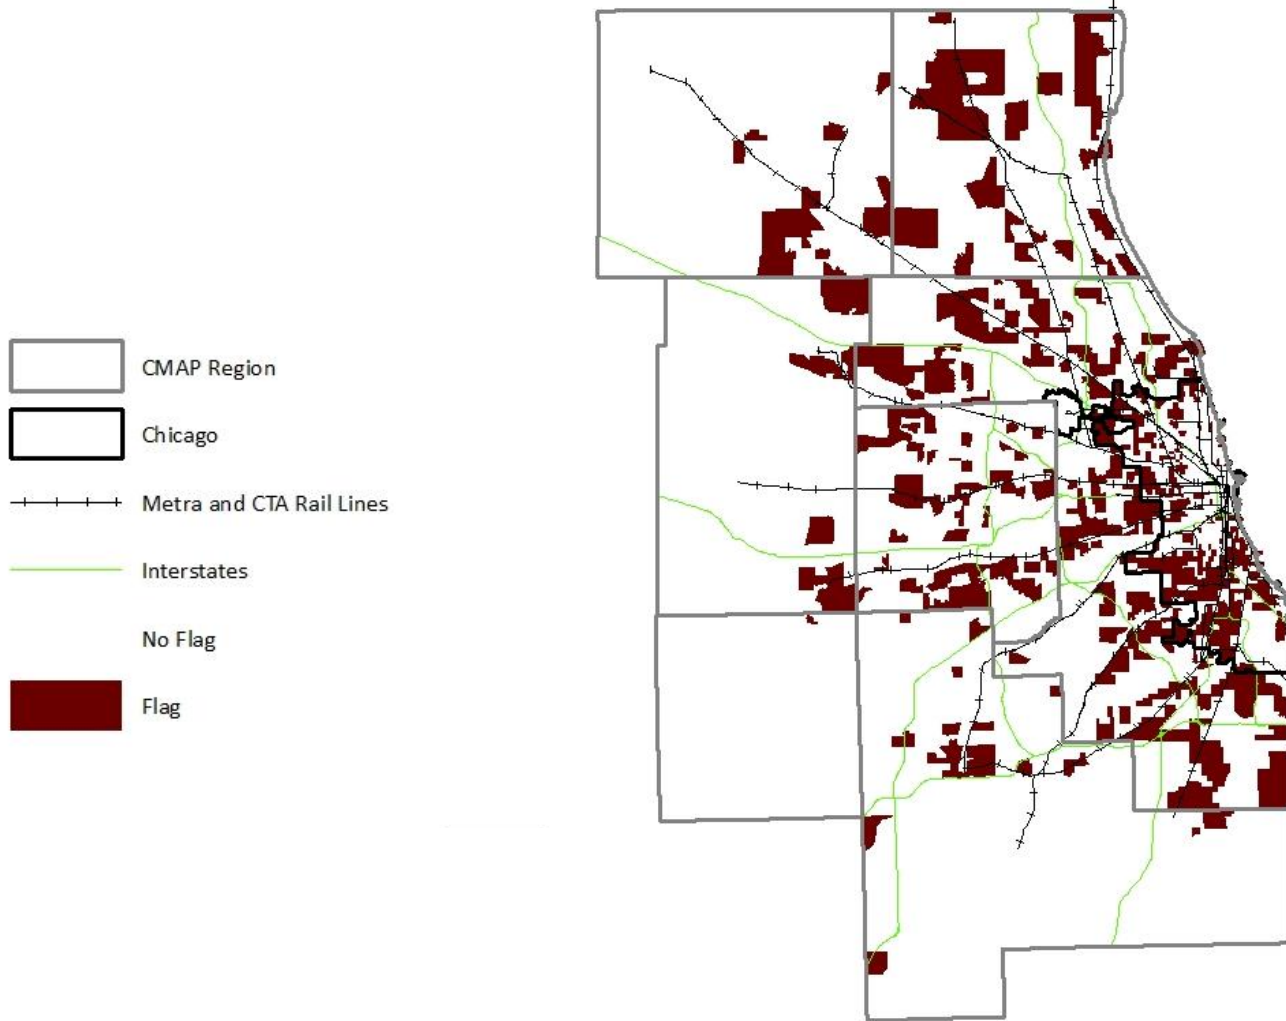 CMAP Region
Chicago
Metra and CTA Rail Lines
Interstates
No Flag
Flag